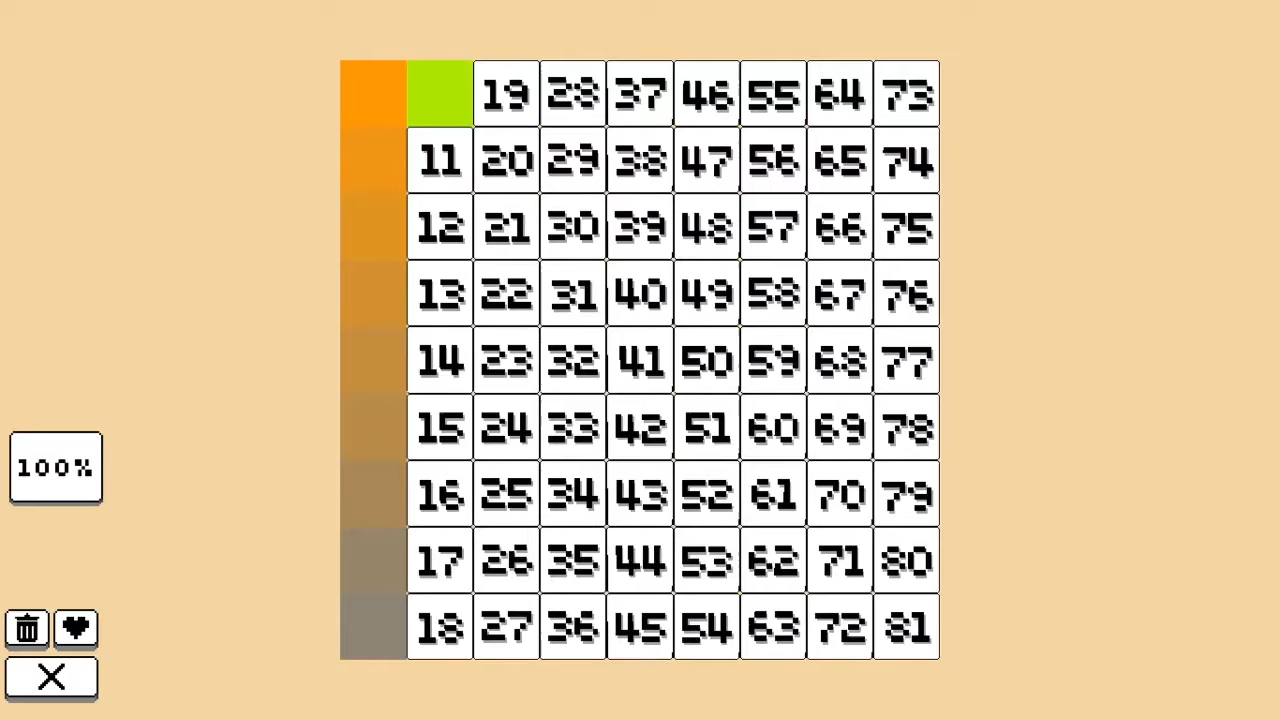 19 28 37 46 55 64 73
11 20 29 38 47 56 65 74
12 21 30 39 48 57 66 75
13 22 31 40 49 58 67 76
14 23 32 41 50 59 68 77
15 24 33 42 51 60 69 78
100%
16 25 34 43 52 61 70 79
17 26 35 44 53 62 71 80
18 27 36 45 54 63 72 81